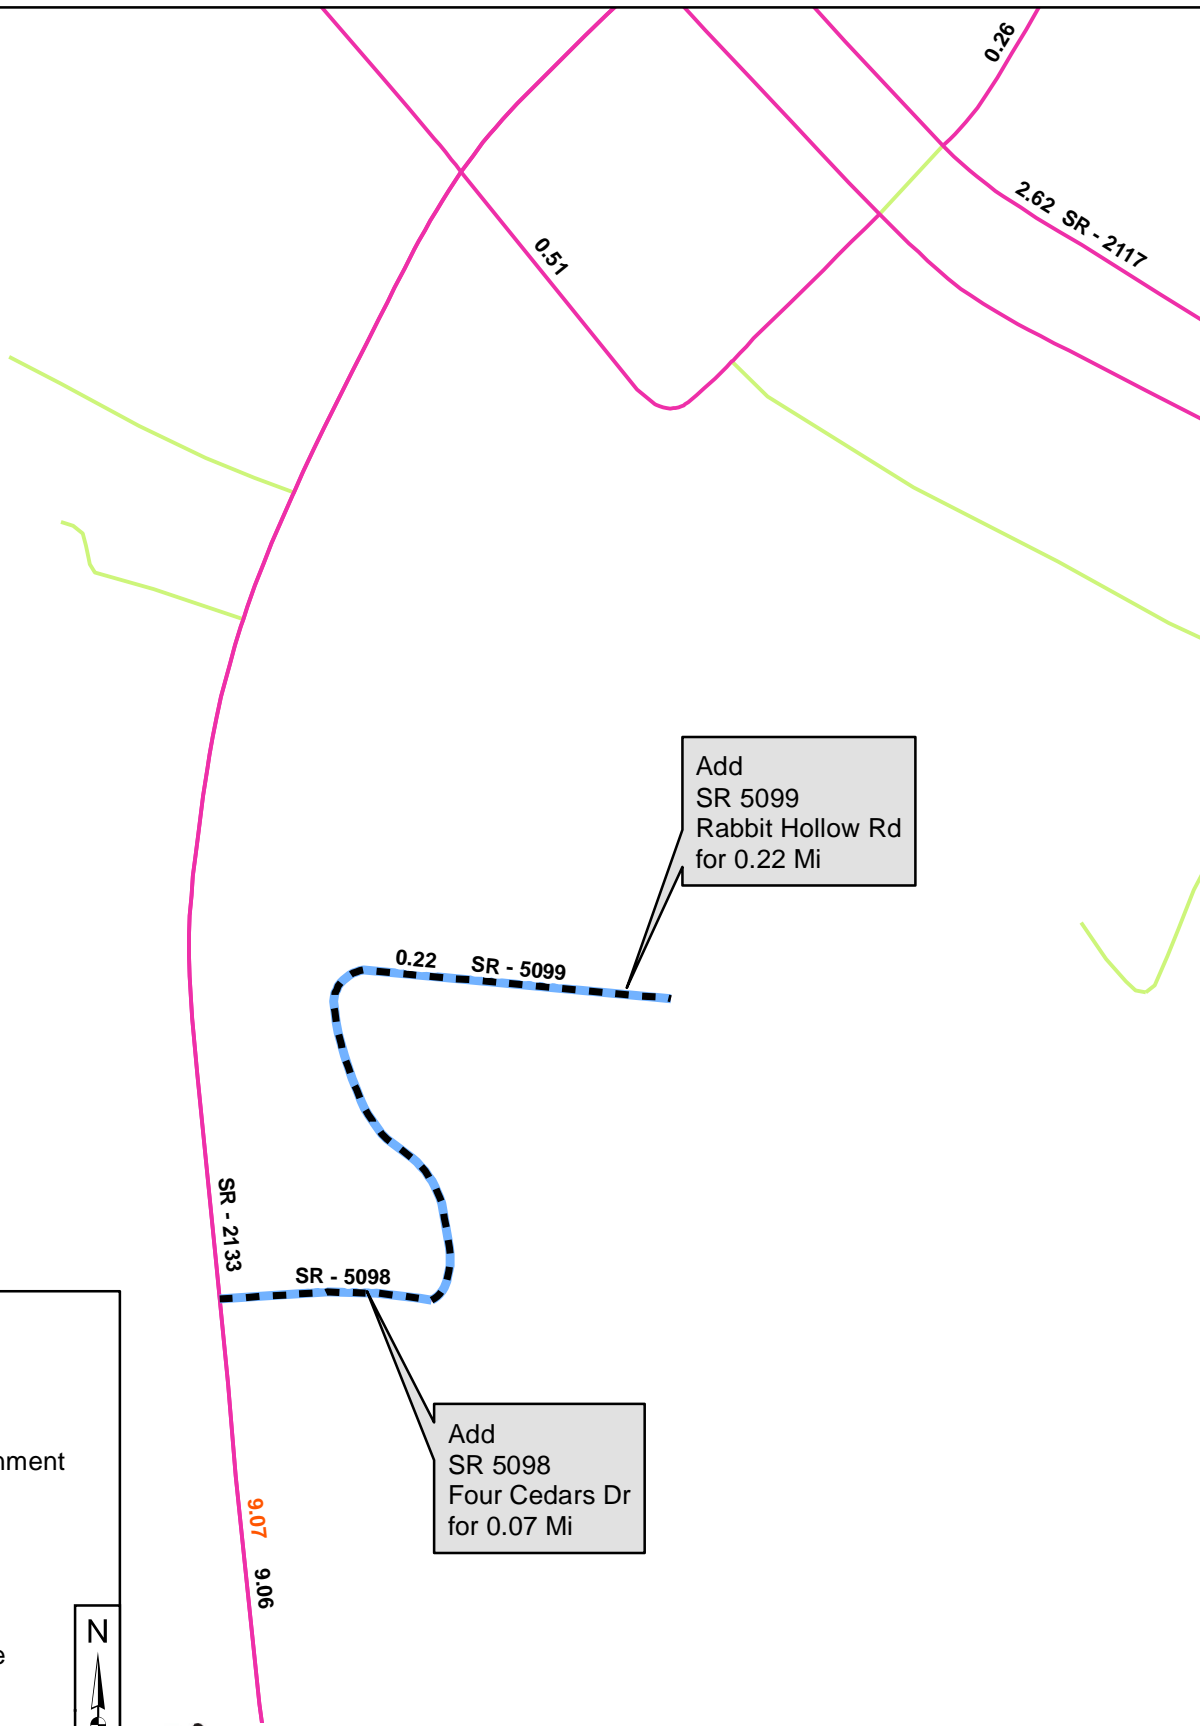 0.26
2.62 SR - 2117
0.51
Add
SR 5099
Rabbit Hollow Rd
for 0.22 Mi
0.22 SR - 5099
SR - 2133
SR - 5098
Add
SR 5098
Four Cedars Dr
for 0.07 Mi
nment
9.07
9.06
N
e